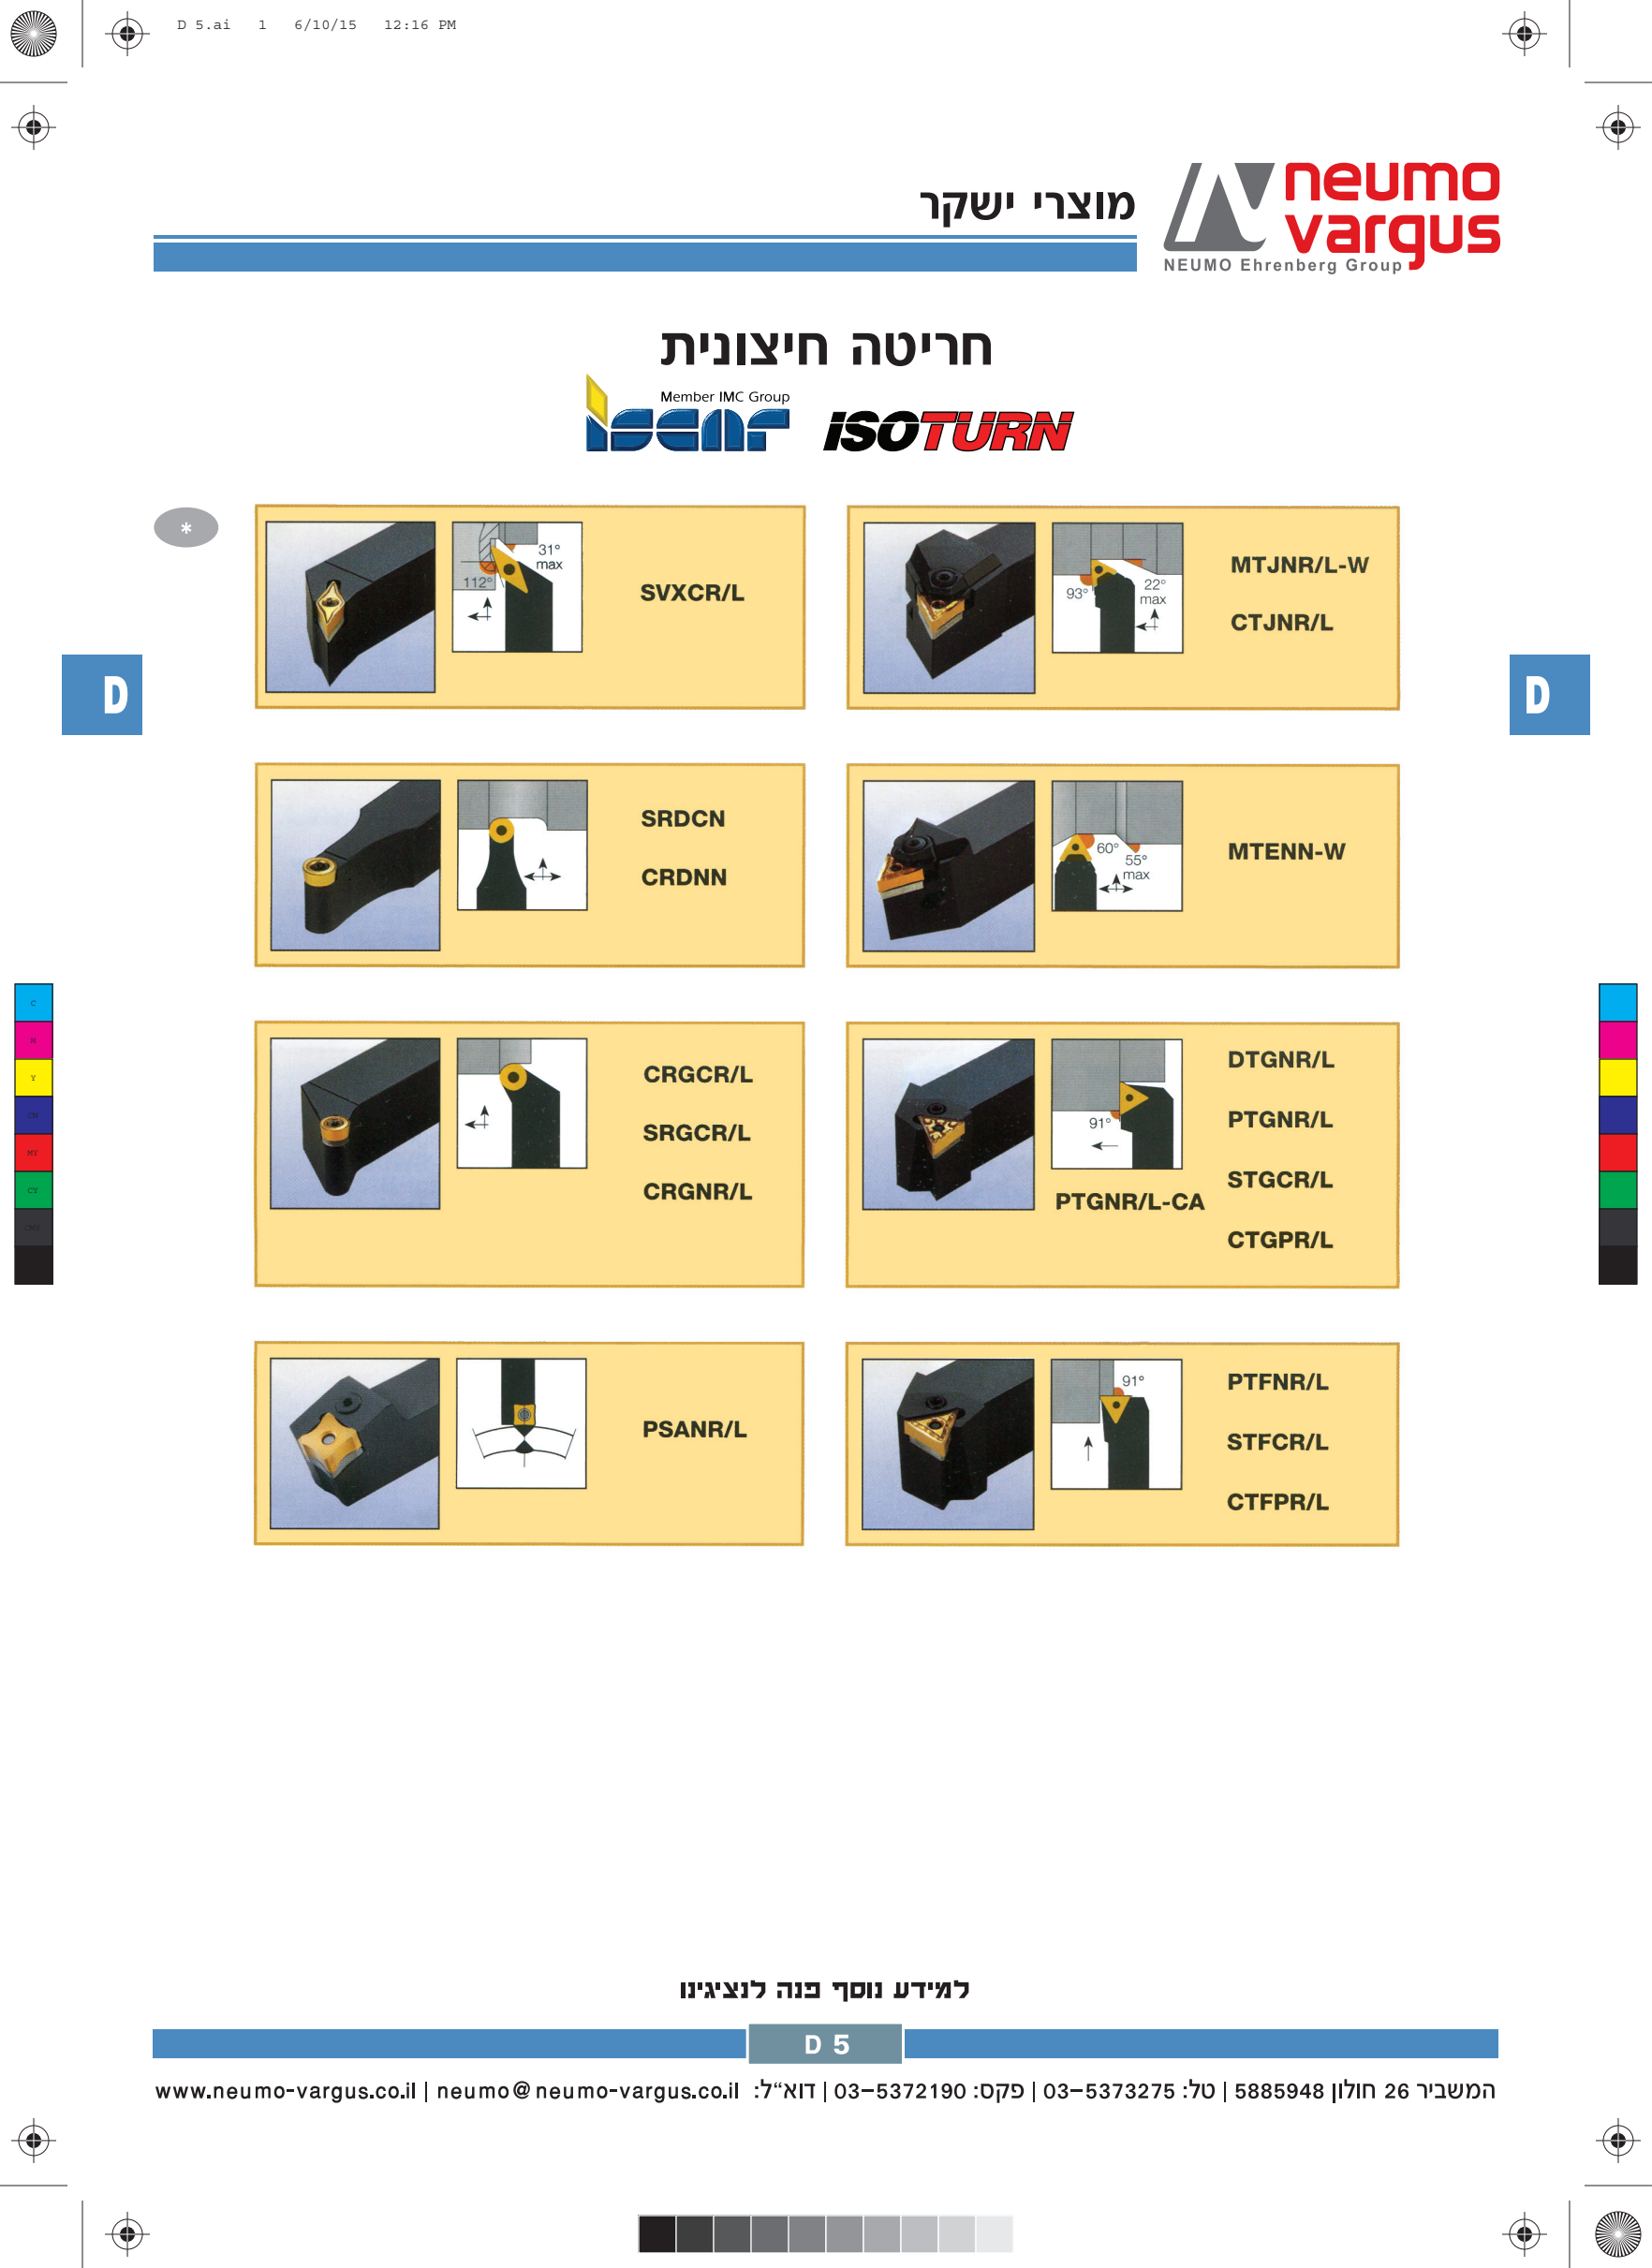 D 5.ai 1 6/10/15 12:16 PM
מוצרי ישקר
neumo
vargus
NEUMO Ehrenberg Group
חריטה חיצונית
Member IMC Group
iscar
ISOTURN
*
31°
max
112°
SVXCR/L
93°
22°
max
MTJNR/L-W
CTJNR/L
D
D
SRDCN
CRDNN
60°
55°
max
MTENN-W
CRGCR/L
SRGCR/L
CRGNR/L
91°
PTGNR/L-CA
DTGNR/L
PTGNR/L
STGCR/L
CTGPR/L
C
M
Y
CM
MY
CY
CMY
PSANR/L
91°
PTFNR/L
STFCR/L
CTFPR/L
למידע נוסף פנה לנציגינו
D 5
המשביר 26 חולון 5885948 | טל: 03-5373275 | פקס: 03-5372190 | דוא"ל: neumo@neumo-vargus.co.il | www.neumo-vargus.co.il